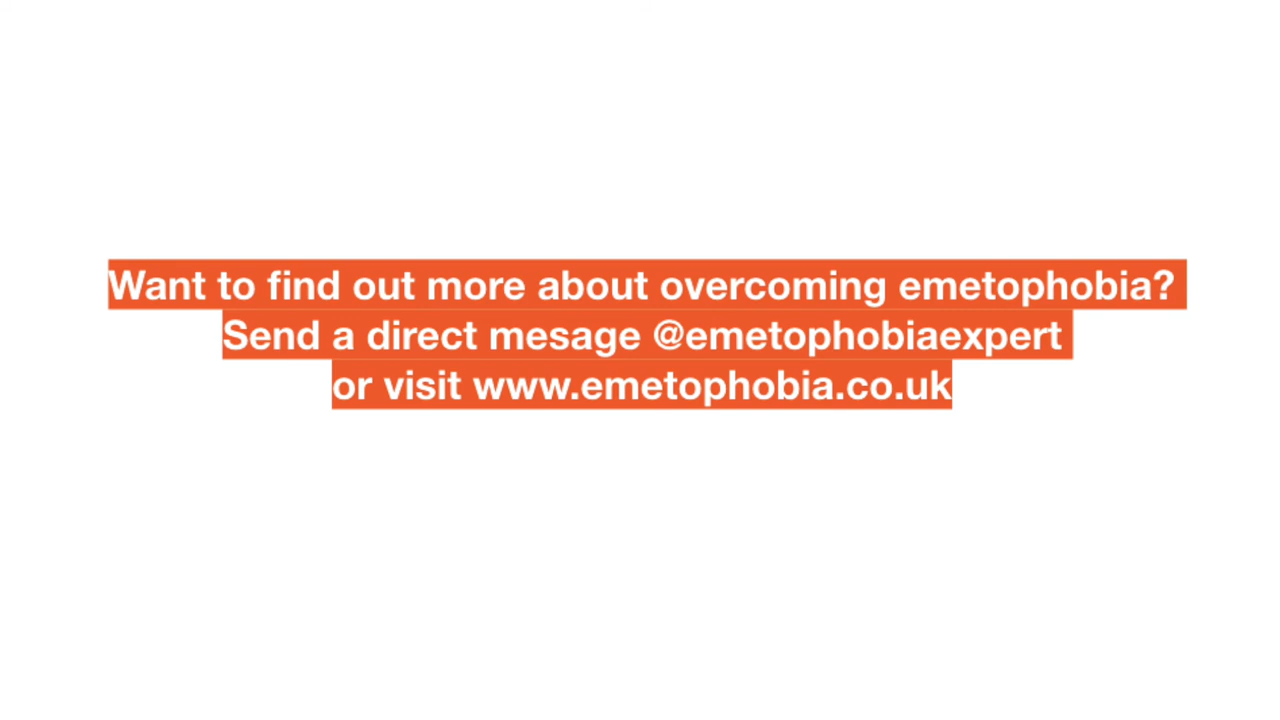 Want to find out more about overcoming emetophobia?
Send a direct mesage @emetophobiaexpert
or visit www.emetophobia.co.uk